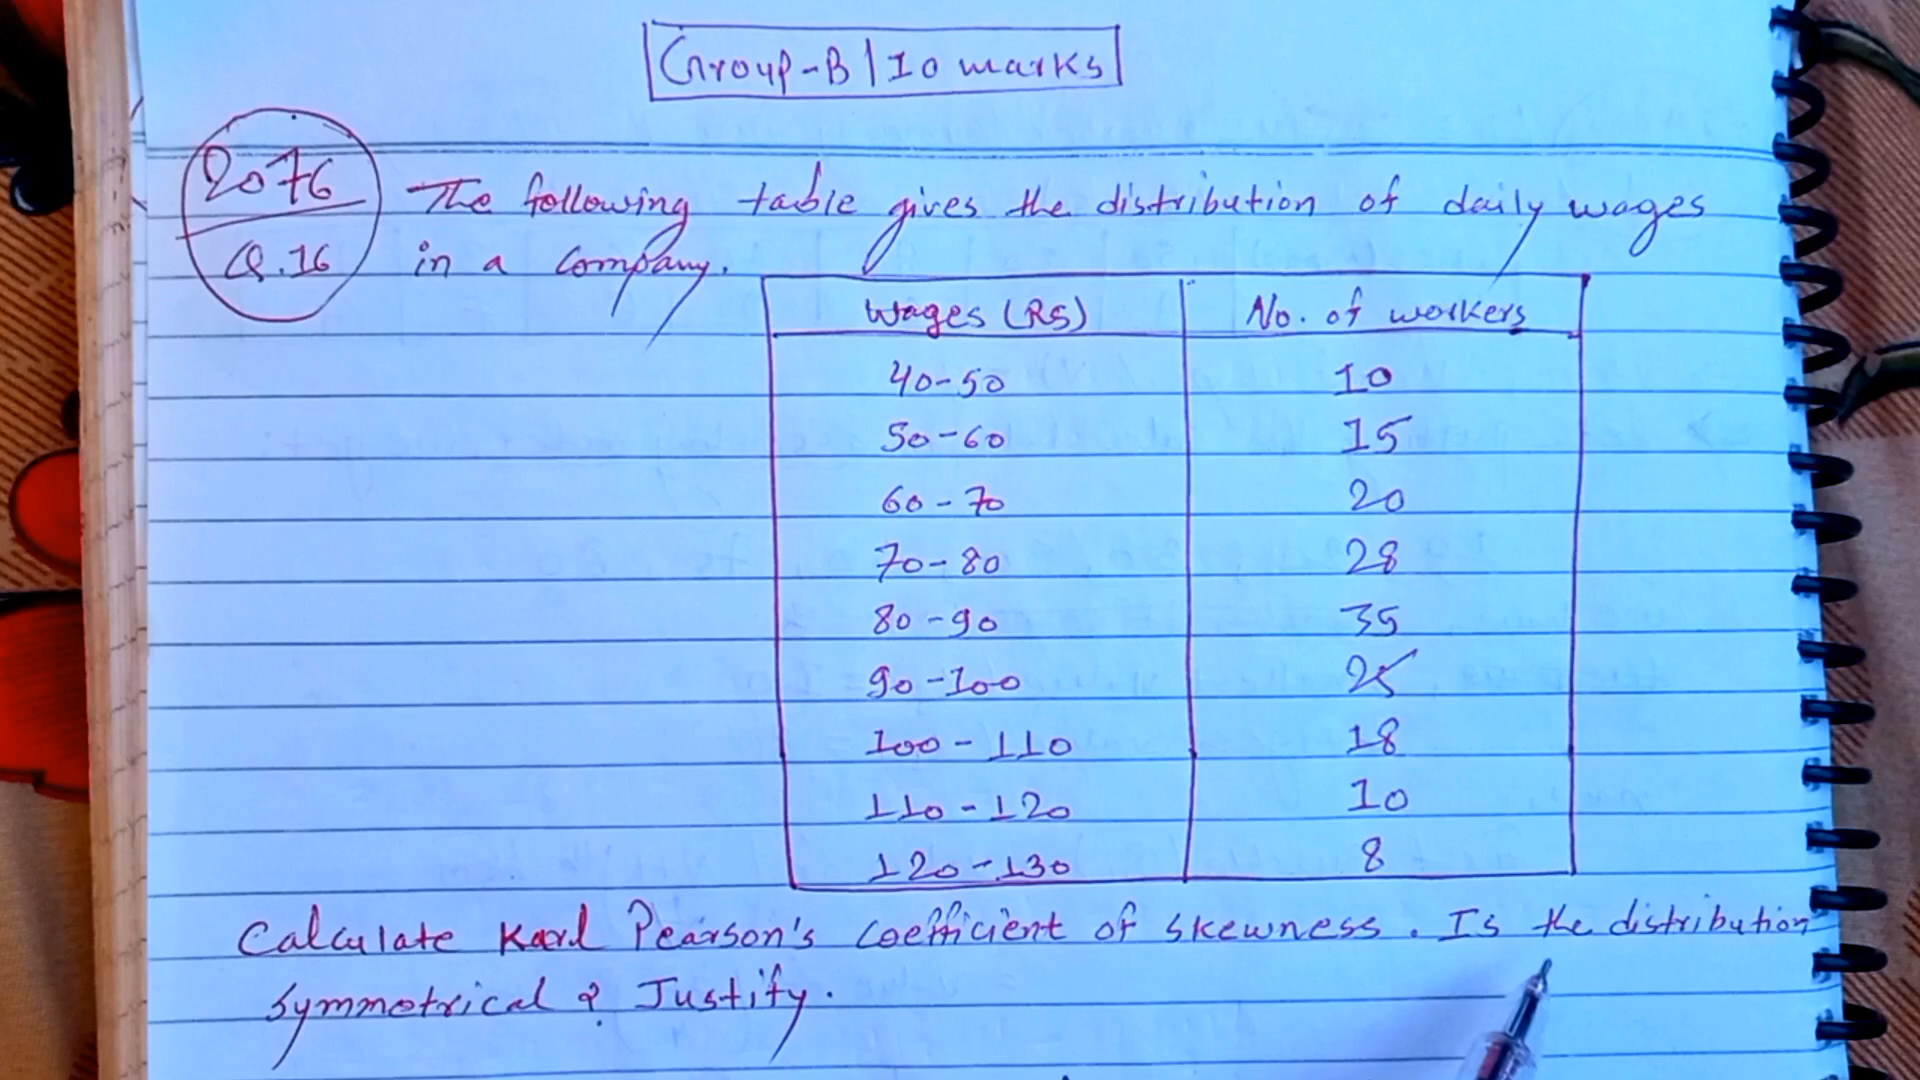 Group-B | 10 marks
2076
Q.16
The following table gives the distribution of daily wages
in a company.
Wages (Rs) No. of workers
40-50 10
50-60 15
60-70 20
70-80 28
80-90 35
90-100 25
100-110 18
110-120 10
120-130 8
Calculate Karl Pearson's coefficient of skewness. Is the distribution
symmetrical? Justify.